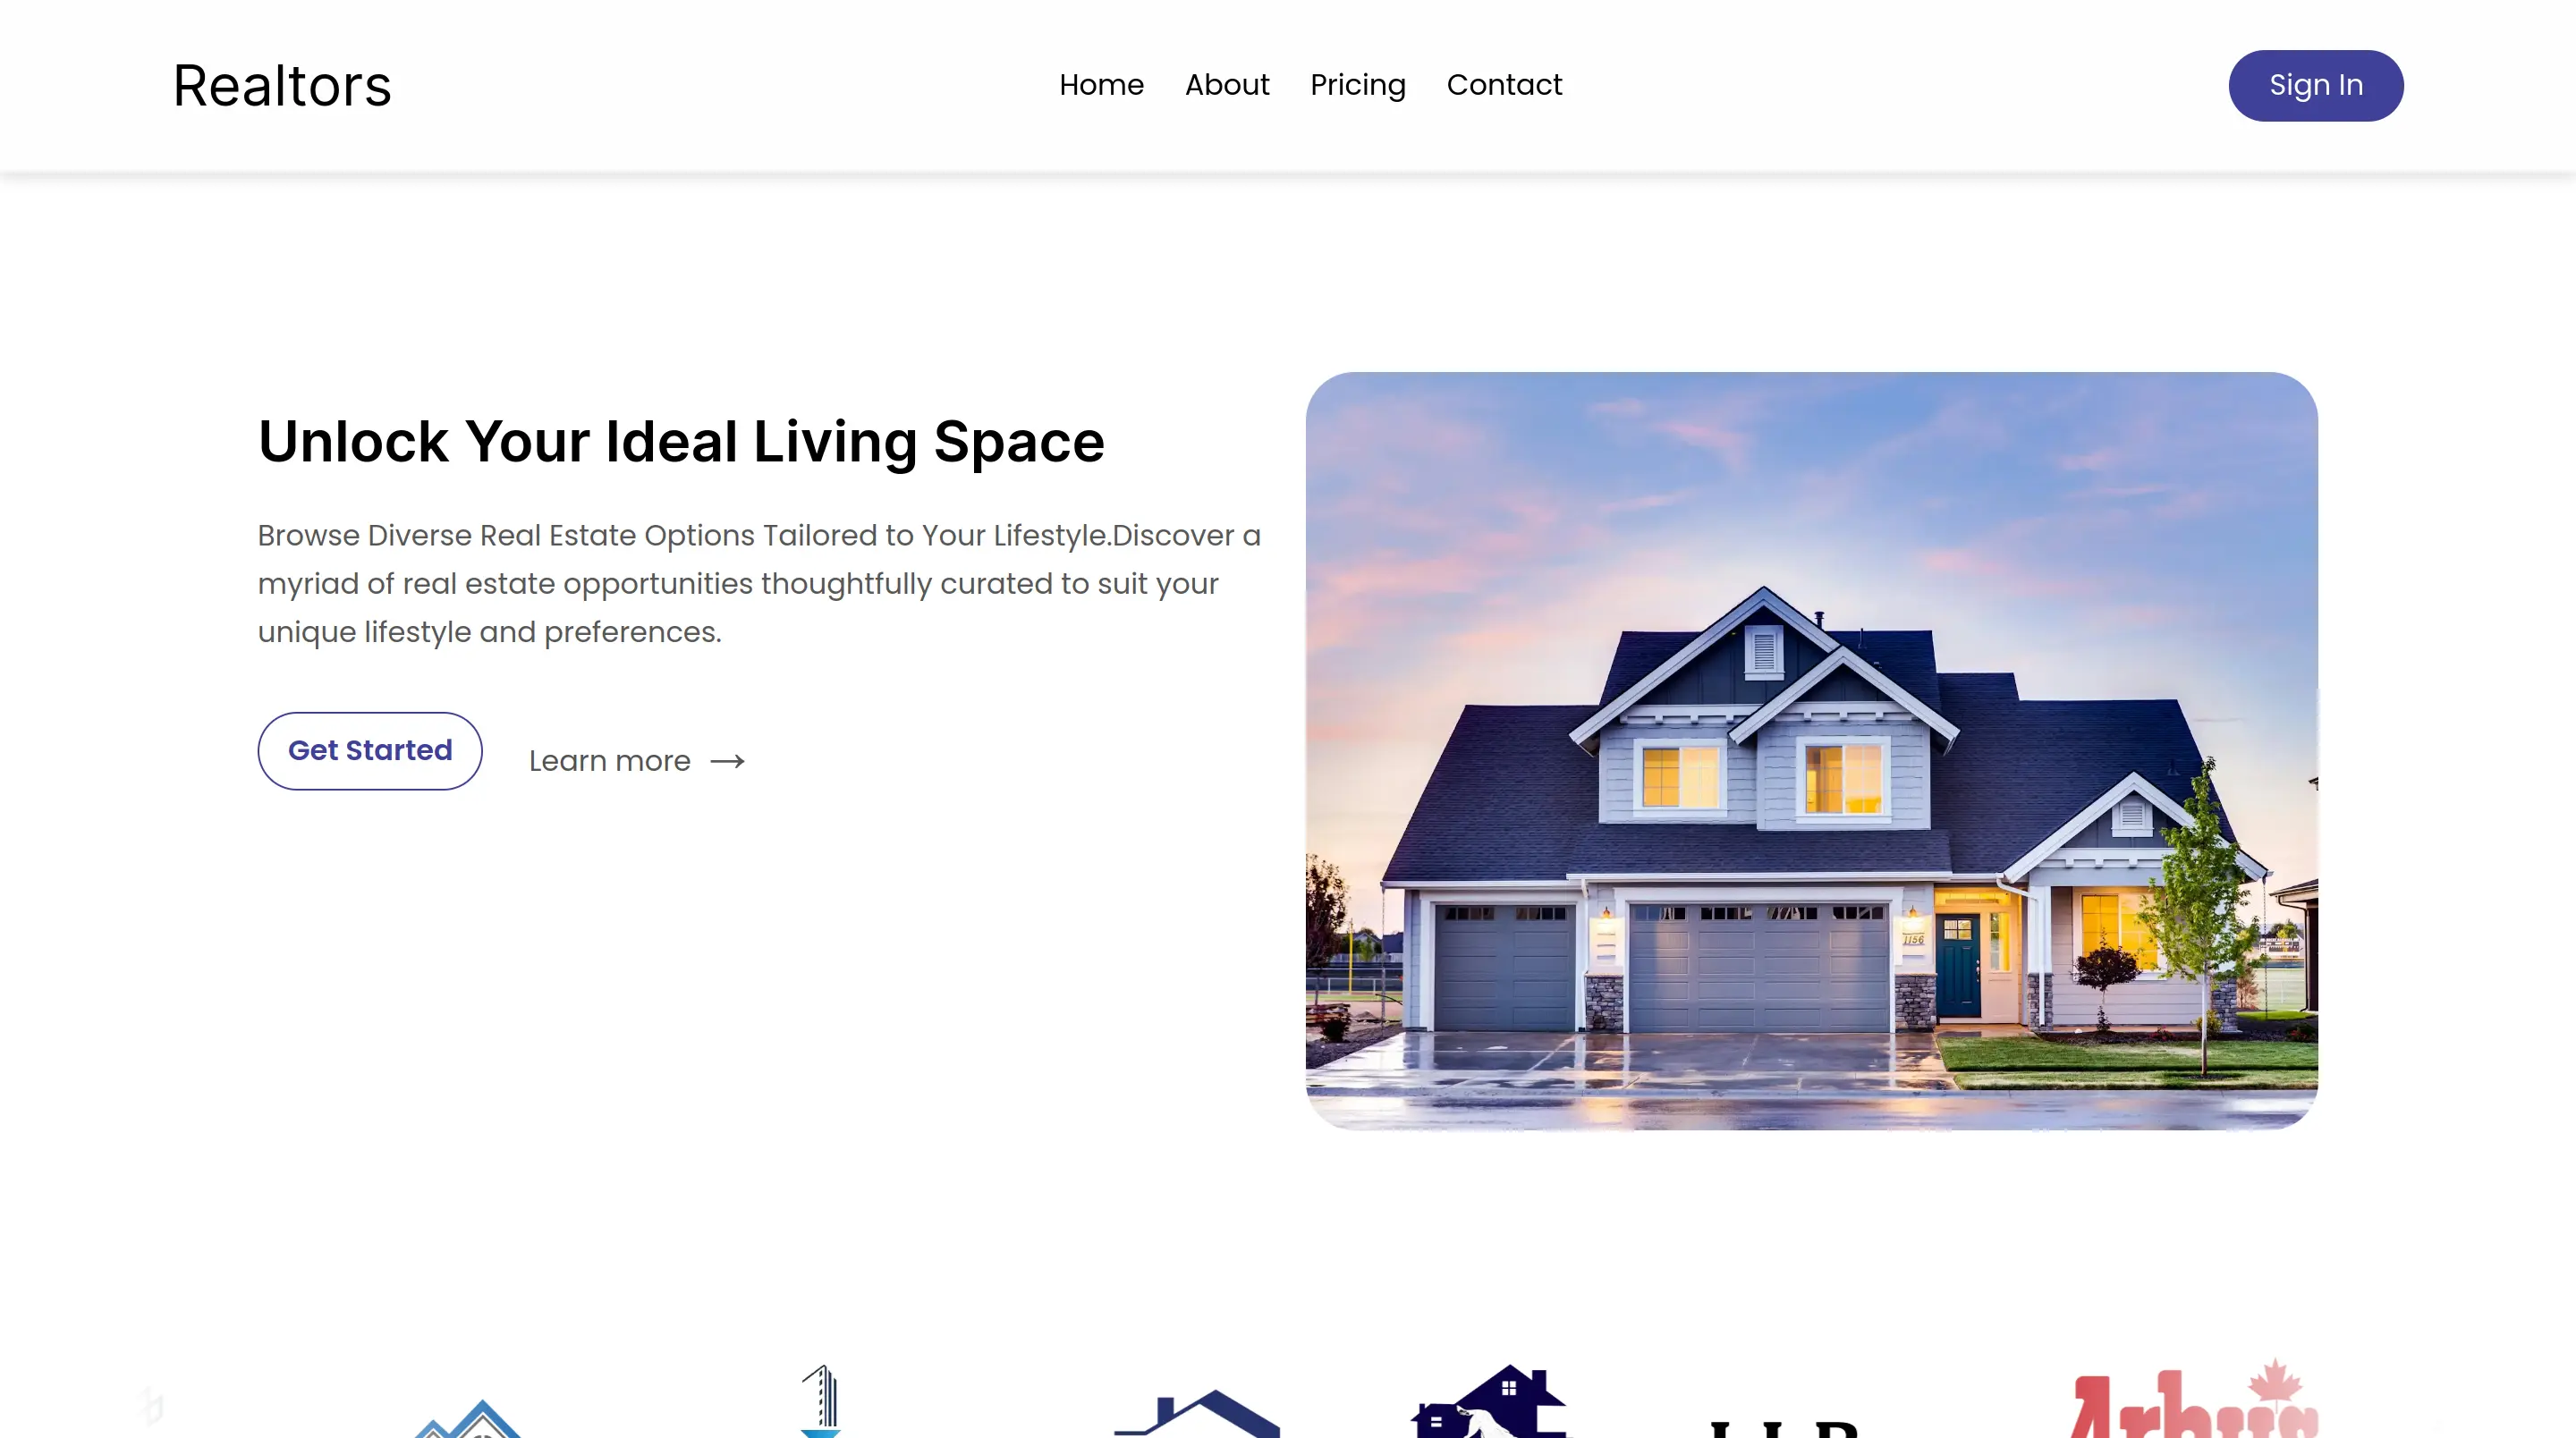 Realtors
Home About Pricing Contact
Sign In
Unlock Your Ideal Living Space
Browse Diverse Real Estate Options Tailored to Your Lifestyle.Discover a
myriad of real estate opportunities thoughtfully curated to suit your
unique lifestyle and preferences.
Get Started
Learn more →
1156